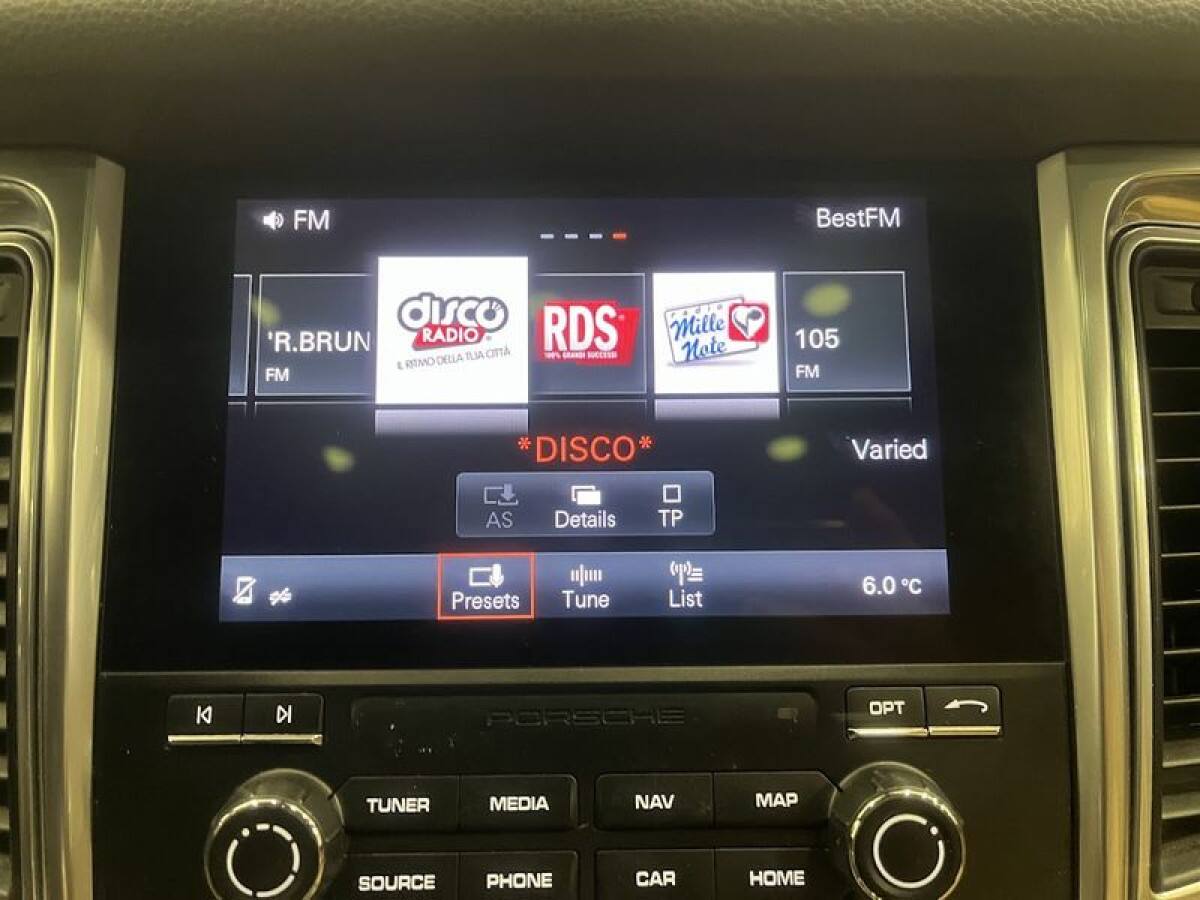 FM
BestFM
'R.BRUN
FM
disco
RADIO
IL RITMO DELLA TUA CITTÀ
RDS
100% GRANDI SUCCESSI
radio
Mille
Note
105
FM
*DISCO*
Varied
AS
Details
TP
Presets
Tune
List
6.0 °C
PORSCHE
OPT
TUNER
MEDIA
NAV
MAP
SOURCE
PHONE
CAR
HOME